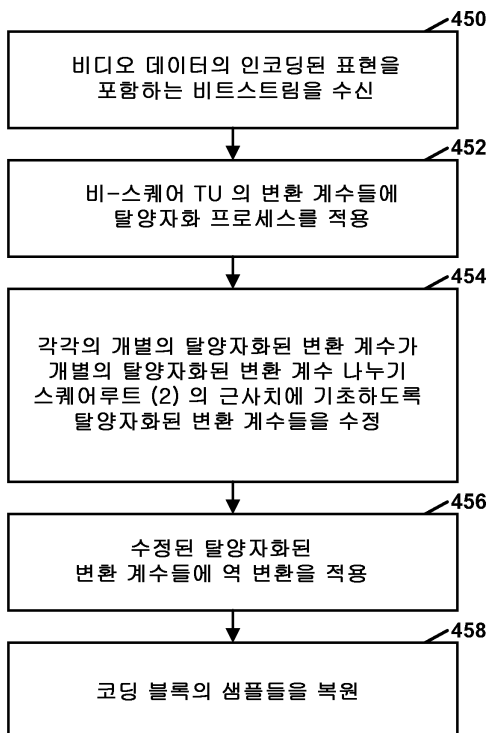 450
비디오 데이터의 인코딩된 표현을
포함하는 비트스트림을 수신
452
비-스퀘어 TU 의 변환 계수들에
탈양자화 프로세스를 적용
454
각각의 개별의 탈양자화된 변환 계수가
개별의 탈양자화된 변환 계수 나누기
스퀘어루트 (2) 의 근사치에 기초하도록
탈양자화된 변환 계수들을 수정
456
수정된 탈양자화된
변환 계수들에 역 변환을 적용
458
코딩 블록의 샘플들을 복원